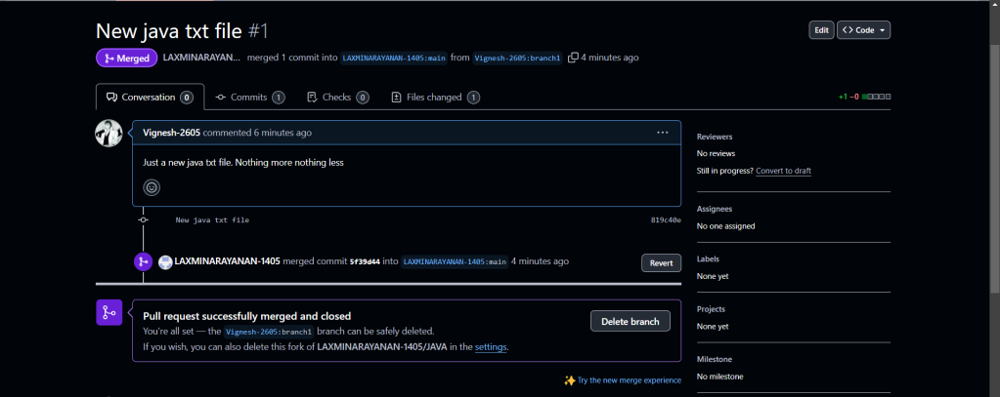 New java txt file #1
Edit
<> Code
Merged
LAXMINARAYAN... merged 1 commit into LAXMINARAYANAN-1405:main from Vignesh-2605:branch1 4 minutes ago
Conversation 0
Commits 1
Checks 0
Files changed 1
+1 −0
Vignesh-2605 commented 6 minutes ago
Just a new java txt file. Nothing more nothing less
New java txt file
819c40e
LAXMINARAYANAN-1405 merged commit 5f39d44 into LAXMINARAYANAN-1405:main 4 minutes ago
Revert
Pull request successfully merged and closed
You're all set — the Vignesh-2605:branch1 branch can be safely deleted.
If you wish, you can also delete this fork of LAXMINARAYANAN-1405/JAVA in the settings.
Delete branch
Try the new merge experience
Reviewers
No reviews
Still in progress? Convert to draft
Assignees
No one assigned
Labels
None yet
Projects
None yet
Milestone
No milestone